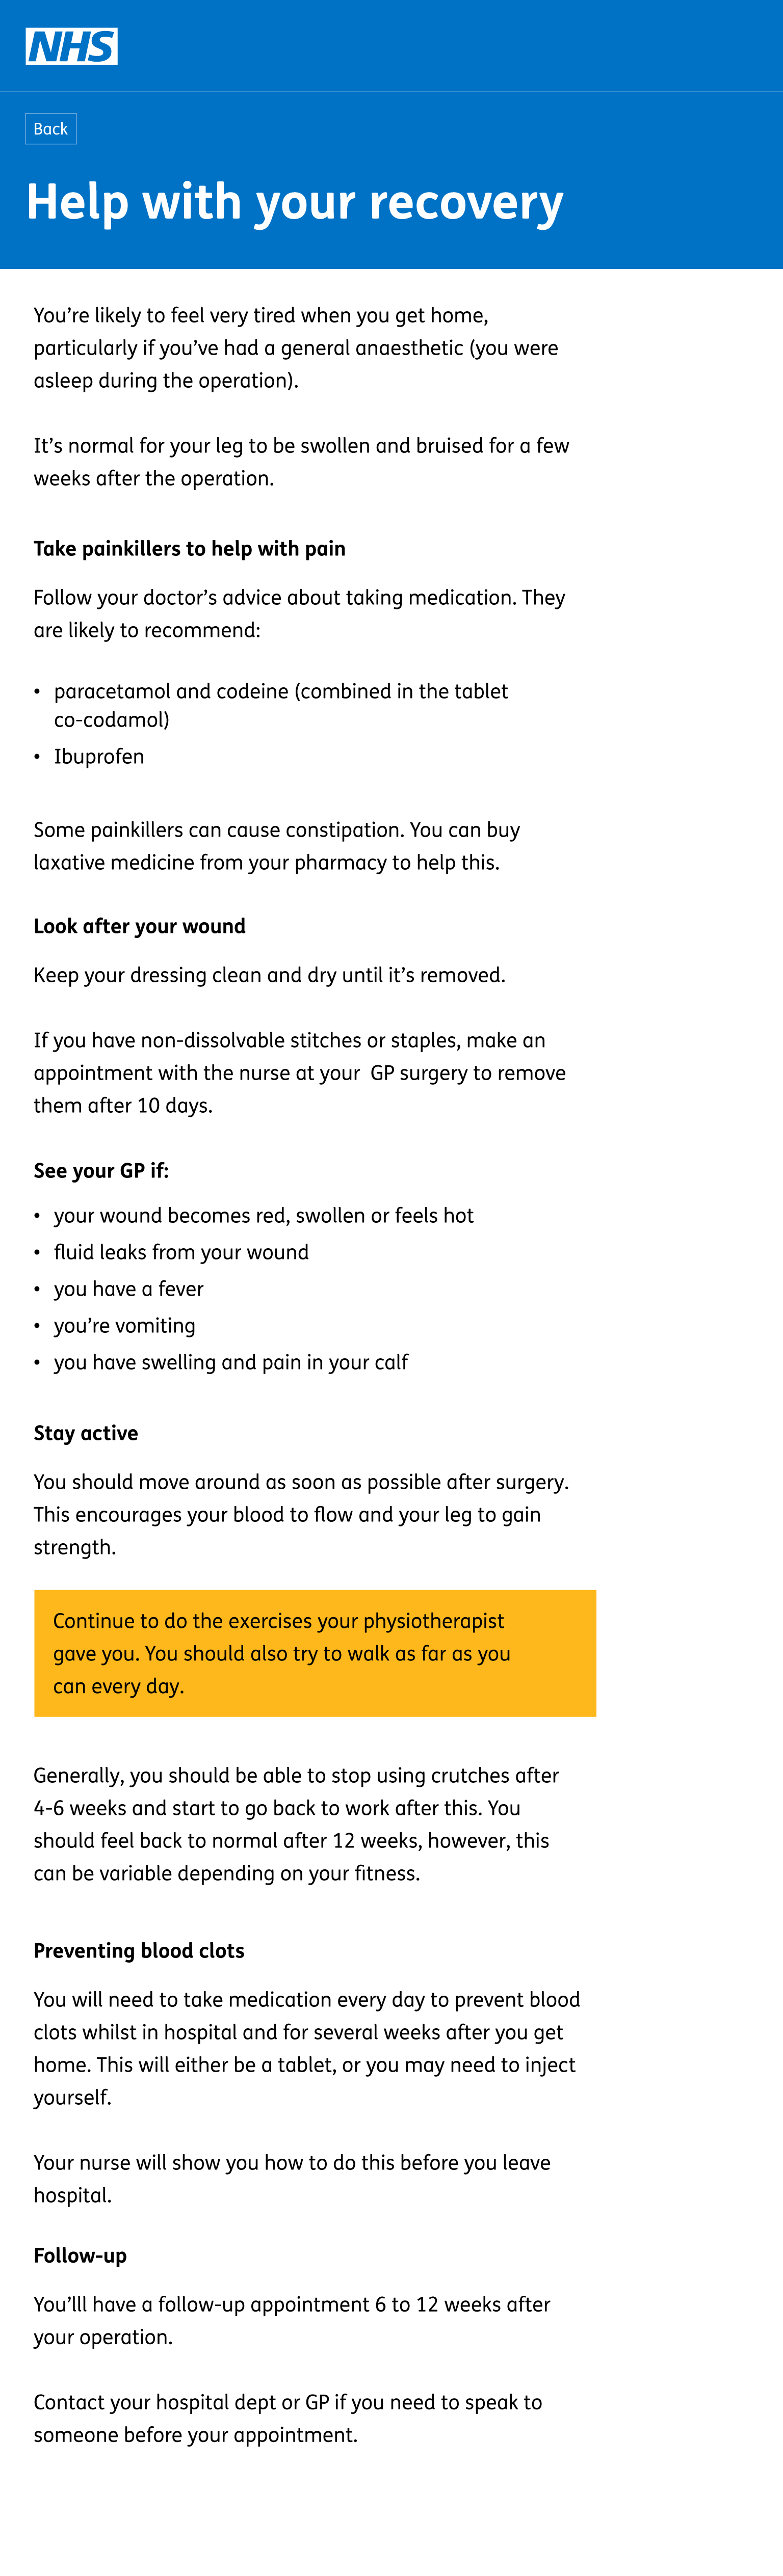 NHS
Back
Help with your recovery
You’re likely to feel very tired when you get home,
particularly if you’ve had a general anaesthetic (you were
asleep during the operation).
It’s normal for your leg to be swollen and bruised for a few
weeks after the operation.
Take painkillers to help with pain
Follow your doctor’s advice about taking medication. They
are likely to recommend:
• paracetamol and codeine (combined in the tablet
co-codamol)
• Ibuprofen
Some painkillers can cause constipation. You can buy
laxative medicine from your pharmacy to help this.
Look after your wound
Keep your dressing clean and dry until it’s removed.
If you have non-dissolvable stitches or staples, make an
appointment with the nurse at your  GP surgery to remove
them after 10 days.
See your GP if:
• your wound becomes red, swollen or feels hot
• fluid leaks from your wound
• you have a fever
• you’re vomiting
• you have swelling and pain in your calf
Stay active
You should move around as soon as possible after surgery.
This encourages your blood to flow and your leg to gain
strength.
Continue to do the exercises your physiotherapist
gave you. You should also try to walk as far as you
can every day.
Generally, you should be able to stop using crutches after
4-6 weeks and start to go back to work after this. You
should feel back to normal after 12 weeks, however, this
can be variable depending on your fitness.
Preventing blood clots
You will need to take medication every day to prevent blood
clots whilst in hospital and for several weeks after you get
home. This will either be a tablet, or you may need to inject
yourself.
Your nurse will show you how to do this before you leave
hospital.
Follow-up
You’lll have a follow-up appointment 6 to 12 weeks after
your operation.
Contact your hospital dept or GP if you need to speak to
someone before your appointment.